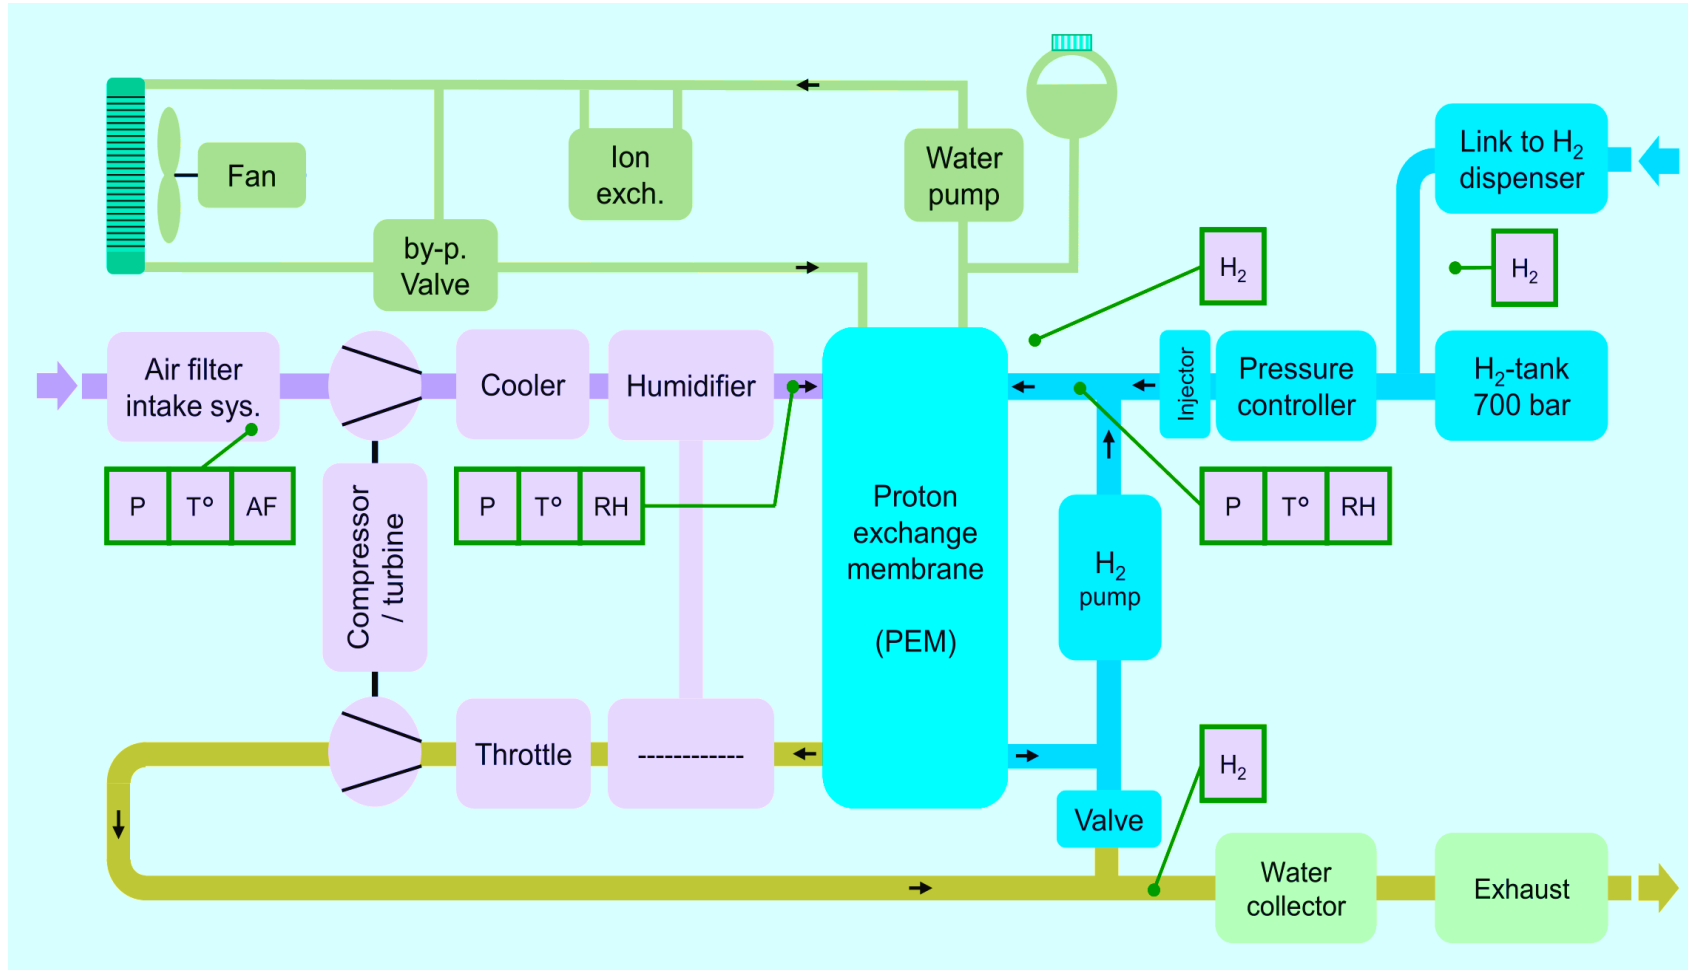 Fan
Ion
exch.
Water
pump
Link to H₂
dispenser
by-p.
Valve
H₂
H₂
Air filter
intake sys.
Cooler
Humidifier
Injector
Pressure
controller
H₂-tank
700 bar
P
T°
AF
P
T°
RH
P
T°
RH
Compressor
/ turbine
Proton
exchange
membrane
(PEM)
H₂
pump
Throttle
------------
H₂
Valve
Water
collector
Exhaust